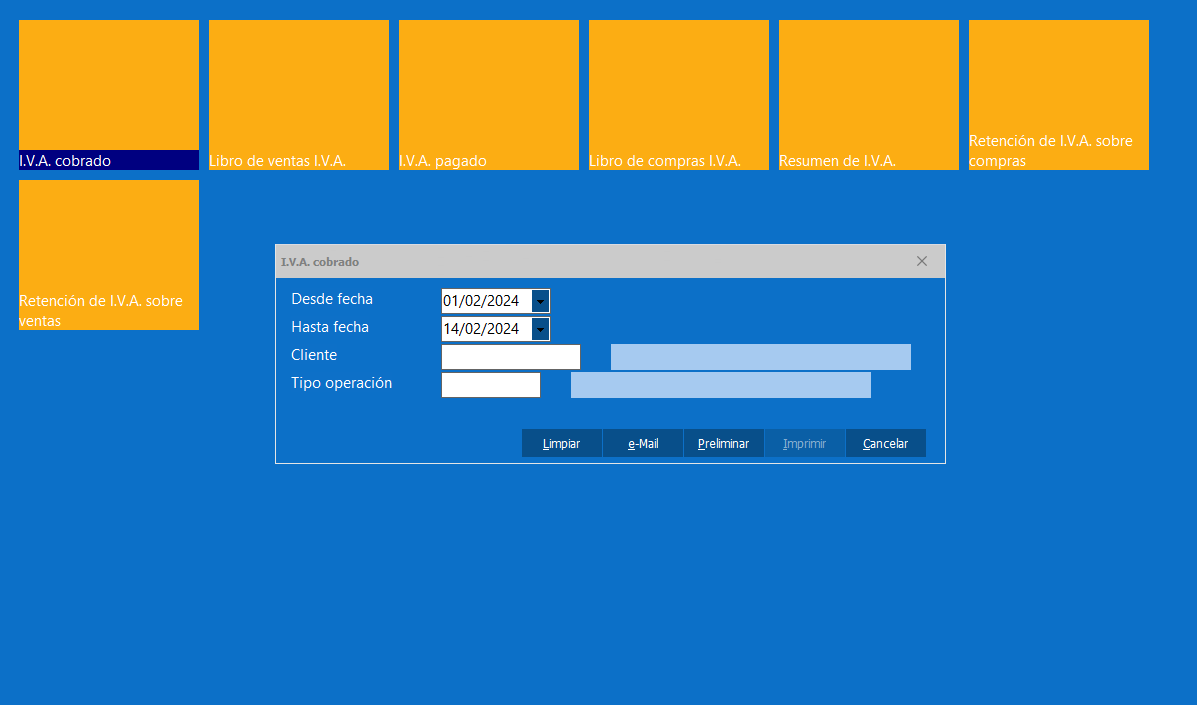 I.V.A. cobrado
Libro de ventas I.V.A.
I.V.A. pagado
Libro de compras I.V.A.
Resumen de I.V.A.
Retención de I.V.A. sobre
compras
Retención de I.V.A. sobre
ventas
I.V.A. cobrado
Desde fecha 01/02/2024
Hasta fecha 14/02/2024
Cliente
Tipo operación
Limpiar e-Mail Preliminar Imprimir Cancelar